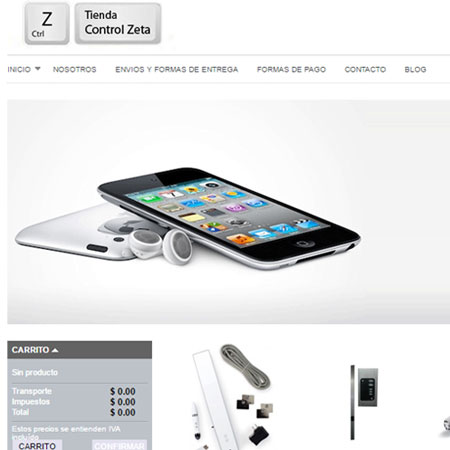 Z
Ctrl
Tienda
Control Zeta
INICIO NOSOTROS ENVIOS Y FORMAS DE ENTREGA FORMAS DE PAGO CONTACTO BLOG
CARRITO
Sin producto
Transporte $ 0.00
Impuestos $ 0.00
Total $ 0.00
Estos precios se entienden IVA
incluído
CARRITO CONFIRMAR